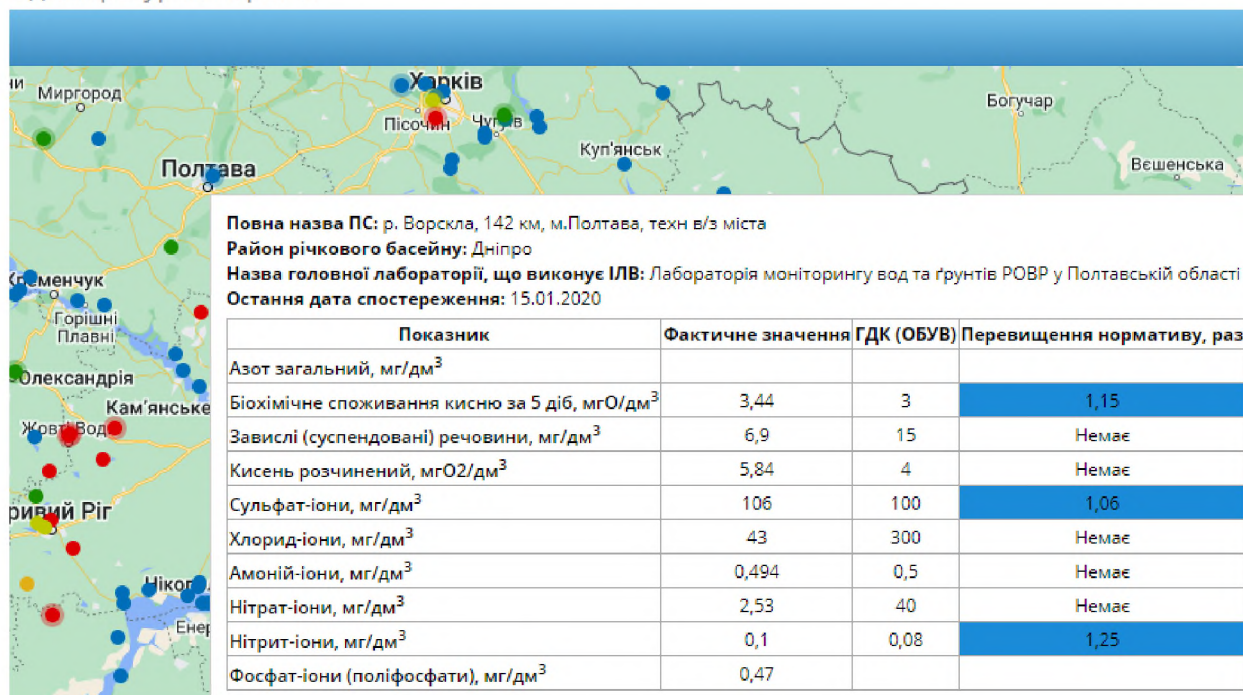 Миргород
Харків
Пісочин
Чугуїв
Богучар
Куп'янськ
Вешенська
Полтава
Повна назва ПС: р. Ворскла, 142 км, м.Полтава, техн в/з міста
Район річкового басейну: Дніпро
Назва головної лабораторії, що виконує ІЛВ: Лабораторія моніторингу вод та ґрунтів РОВР у Полтавській області
Остання дата спостереження: 15.01.2020
Кременчук
Горішні
Плавні
Олександрія
Кам'янське
Жовті Води
Кривий Ріг
Нікоп
Енер
Показник Фактичне значення ГДК (ОБУВ) Перевищення нормативу, раз
Азот загальний, мг/дм³
Біохімічне споживання кисню за 5 діб, мгО/дм³ 3,44 3 1,15
Завислі (суспендовані) речовини, мг/дм³ 6,9 15 Немає
Кисень розчинений, мгО2/дм³ 5,84 4 Немає
Сульфат-іони, мг/дм³ 106 100 1,06
Хлорид-іони, мг/дм³ 43 300 Немає
Амоній-іони, мг/дм³ 0,494 0,5 Немає
Нітрат-іони, мг/дм³ 2,53 40 Немає
Нітрит-іони, мг/дм³ 0,1 0,08 1,25
Фосфат-іони (поліфосфати), мг/дм³ 0,47